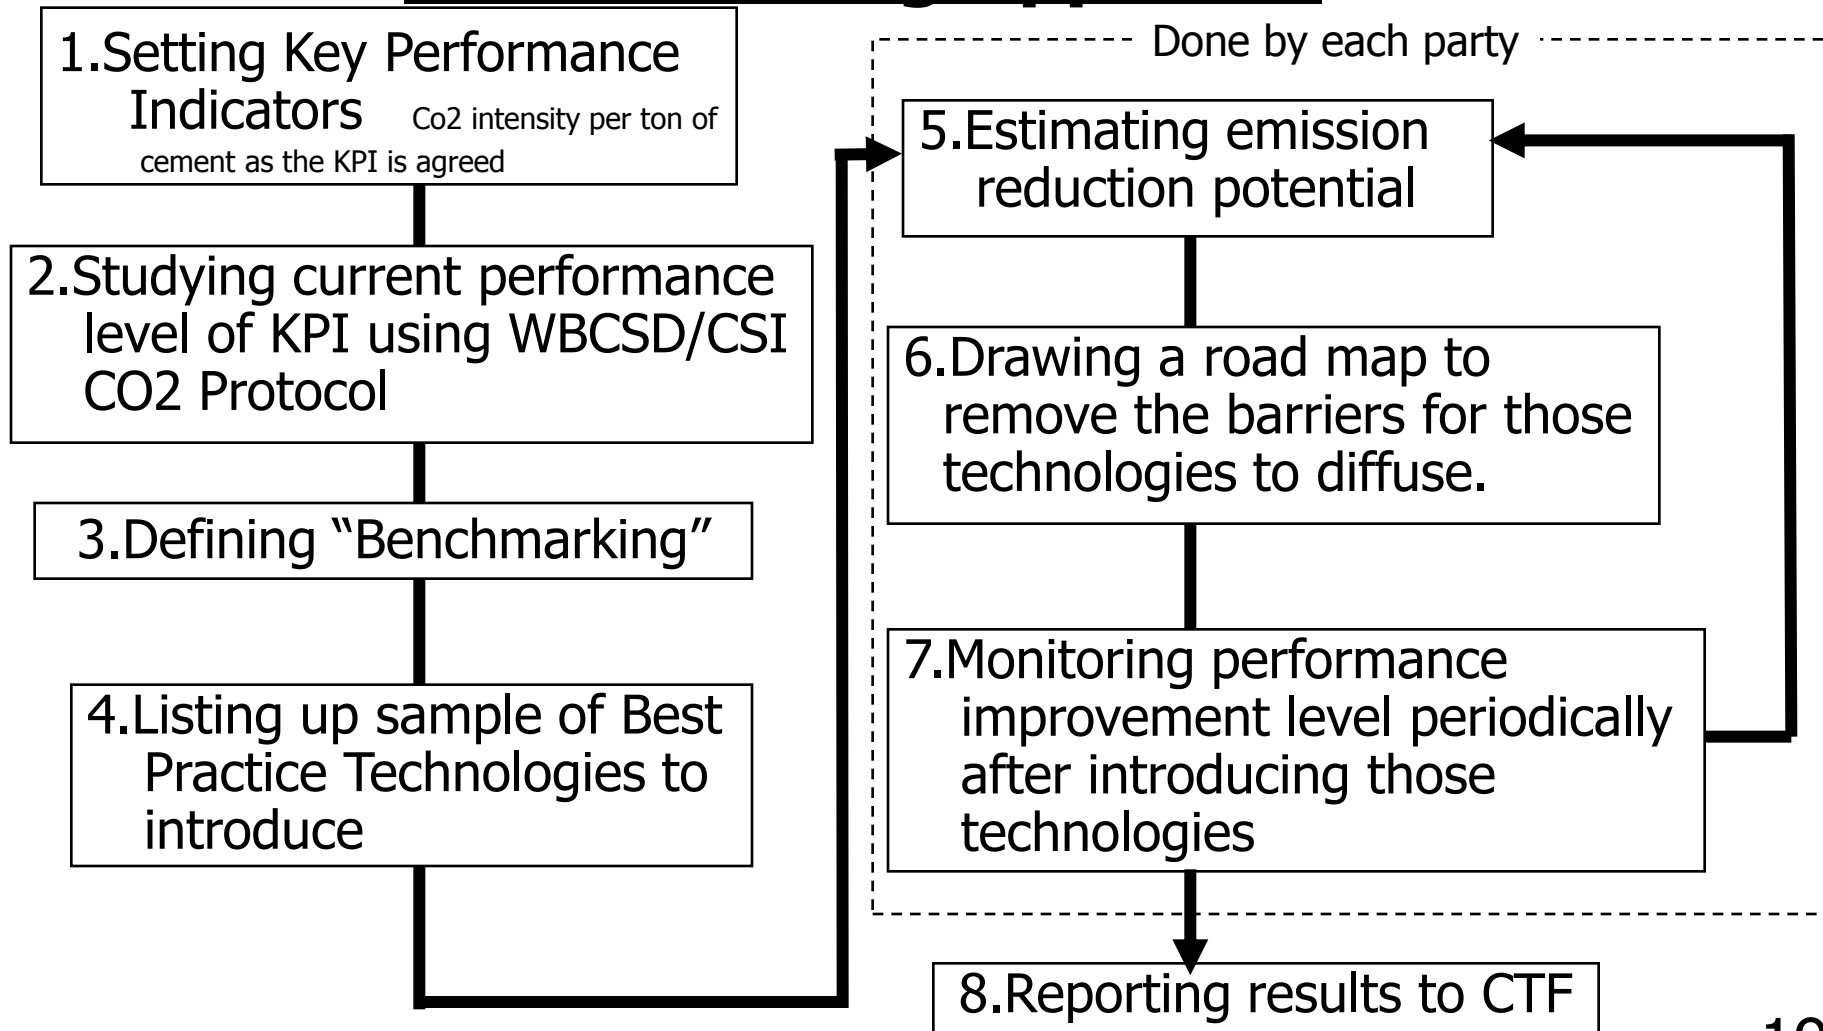 1.Setting Key Performance
Indicators Co2 intensity per ton of
cement as the KPI is agreed
2.Studying current performance
level of KPI using WBCSD/CSI
CO2 Protocol
3.Defining “Benchmarking”
4.Listing up sample of Best
Practice Technologies to
introduce
Done by each party
5.Estimating emission
reduction potential
6.Drawing a road map to
remove the barriers for those
technologies to diffuse.
7.Monitoring performance
improvement level periodically
after introducing those
technologies
8.Reporting results to CTF